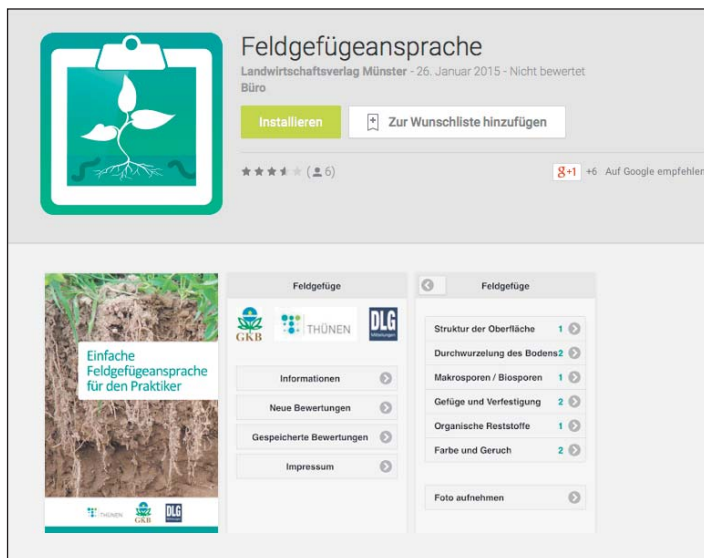 Feldgefügeansprache
Landwirtschaftsverlag Münster - 26. Januar 2015 - Nicht bewertet
Büro
Installieren
Zur Wunschliste hinzufügen
(6)
g+1 +6 Auf Google empfehlen
Einfache
Feldgefügeansprache
für den Praktiker
THÜNEN
GKB
DLG
Feldgefüge
GKB
THÜNEN
DLG
Mitteilungen
Informationen
Neue Bewertungen
Gespeicherte Bewertungen
Impressum
Feldgefüge
Struktur der Oberfläche 1
Durchwurzelung des Bodens2
Makrosporen / Biosporen 1
Gefüge und Verfestigung 2
Organische Reststoffe 1
Farbe und Geruch 2
Foto aufnehmen